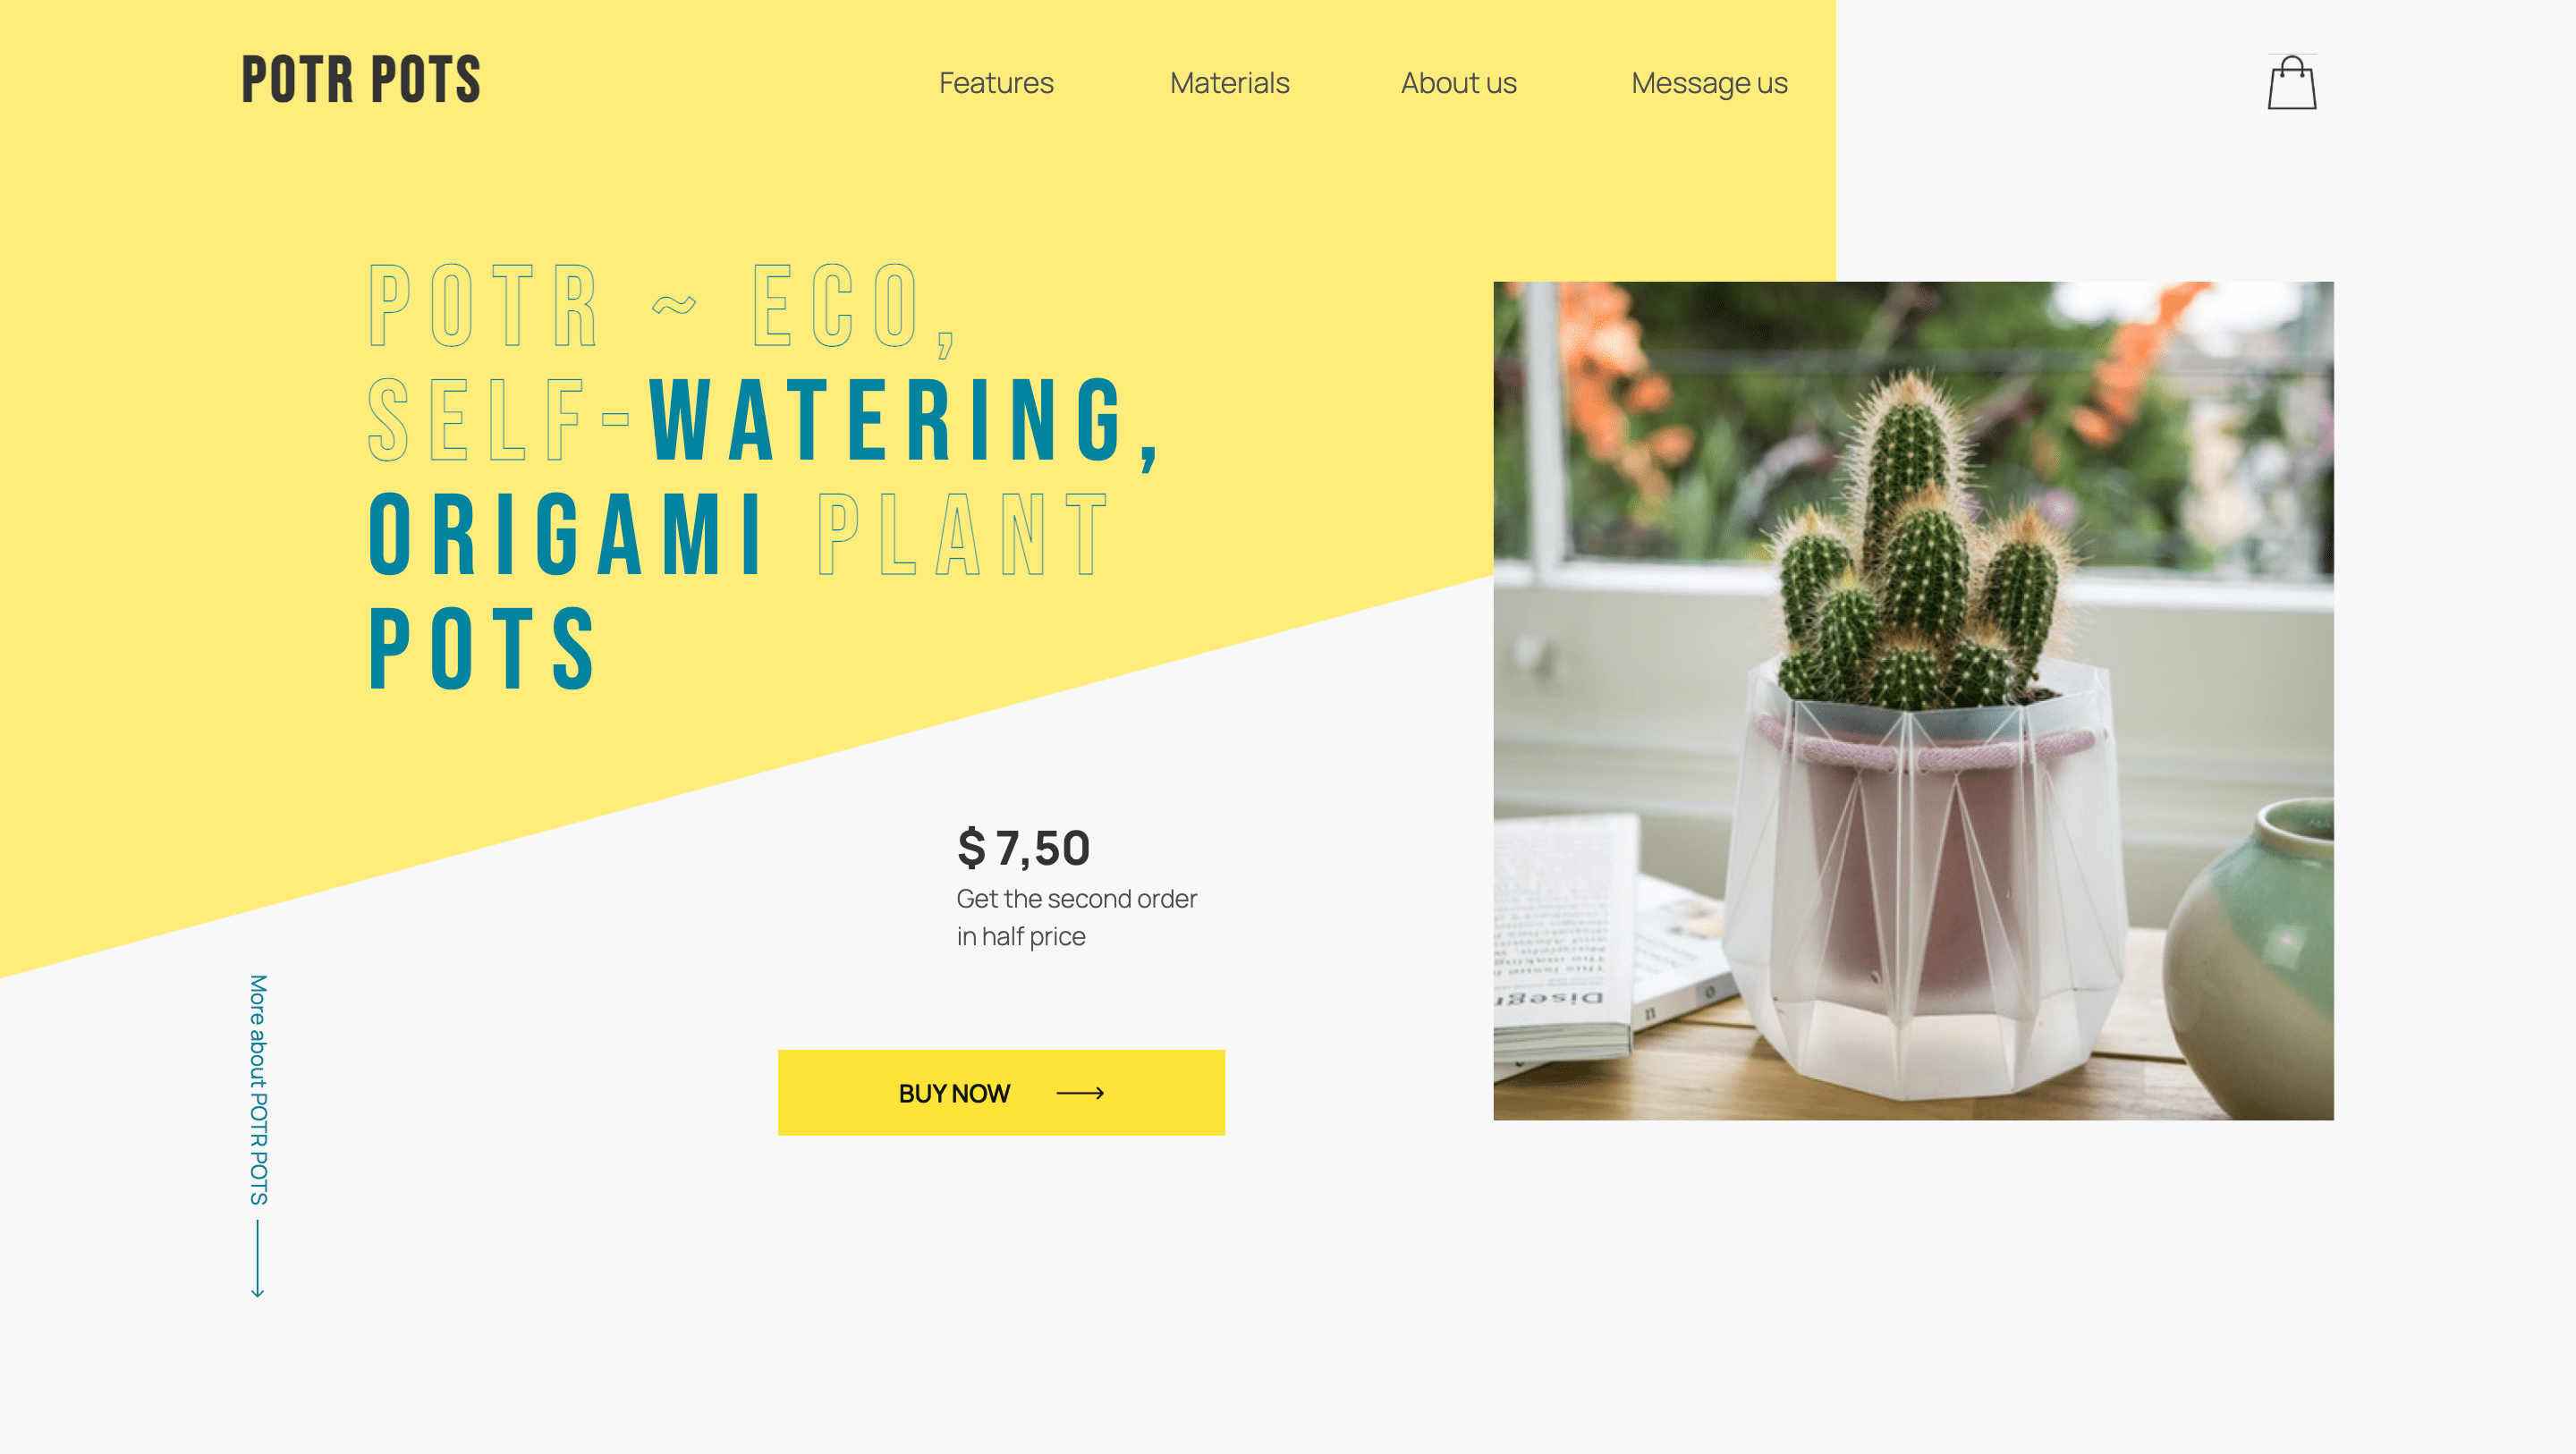 POTR POTS
Features
Materials
About us
Message us
POTR ~ ECO,
SELF-WATERING,
ORIGAMI PLANT
POTS
$ 7,50
Get the second order
in half price
BUY NOW
More about POTR POTS